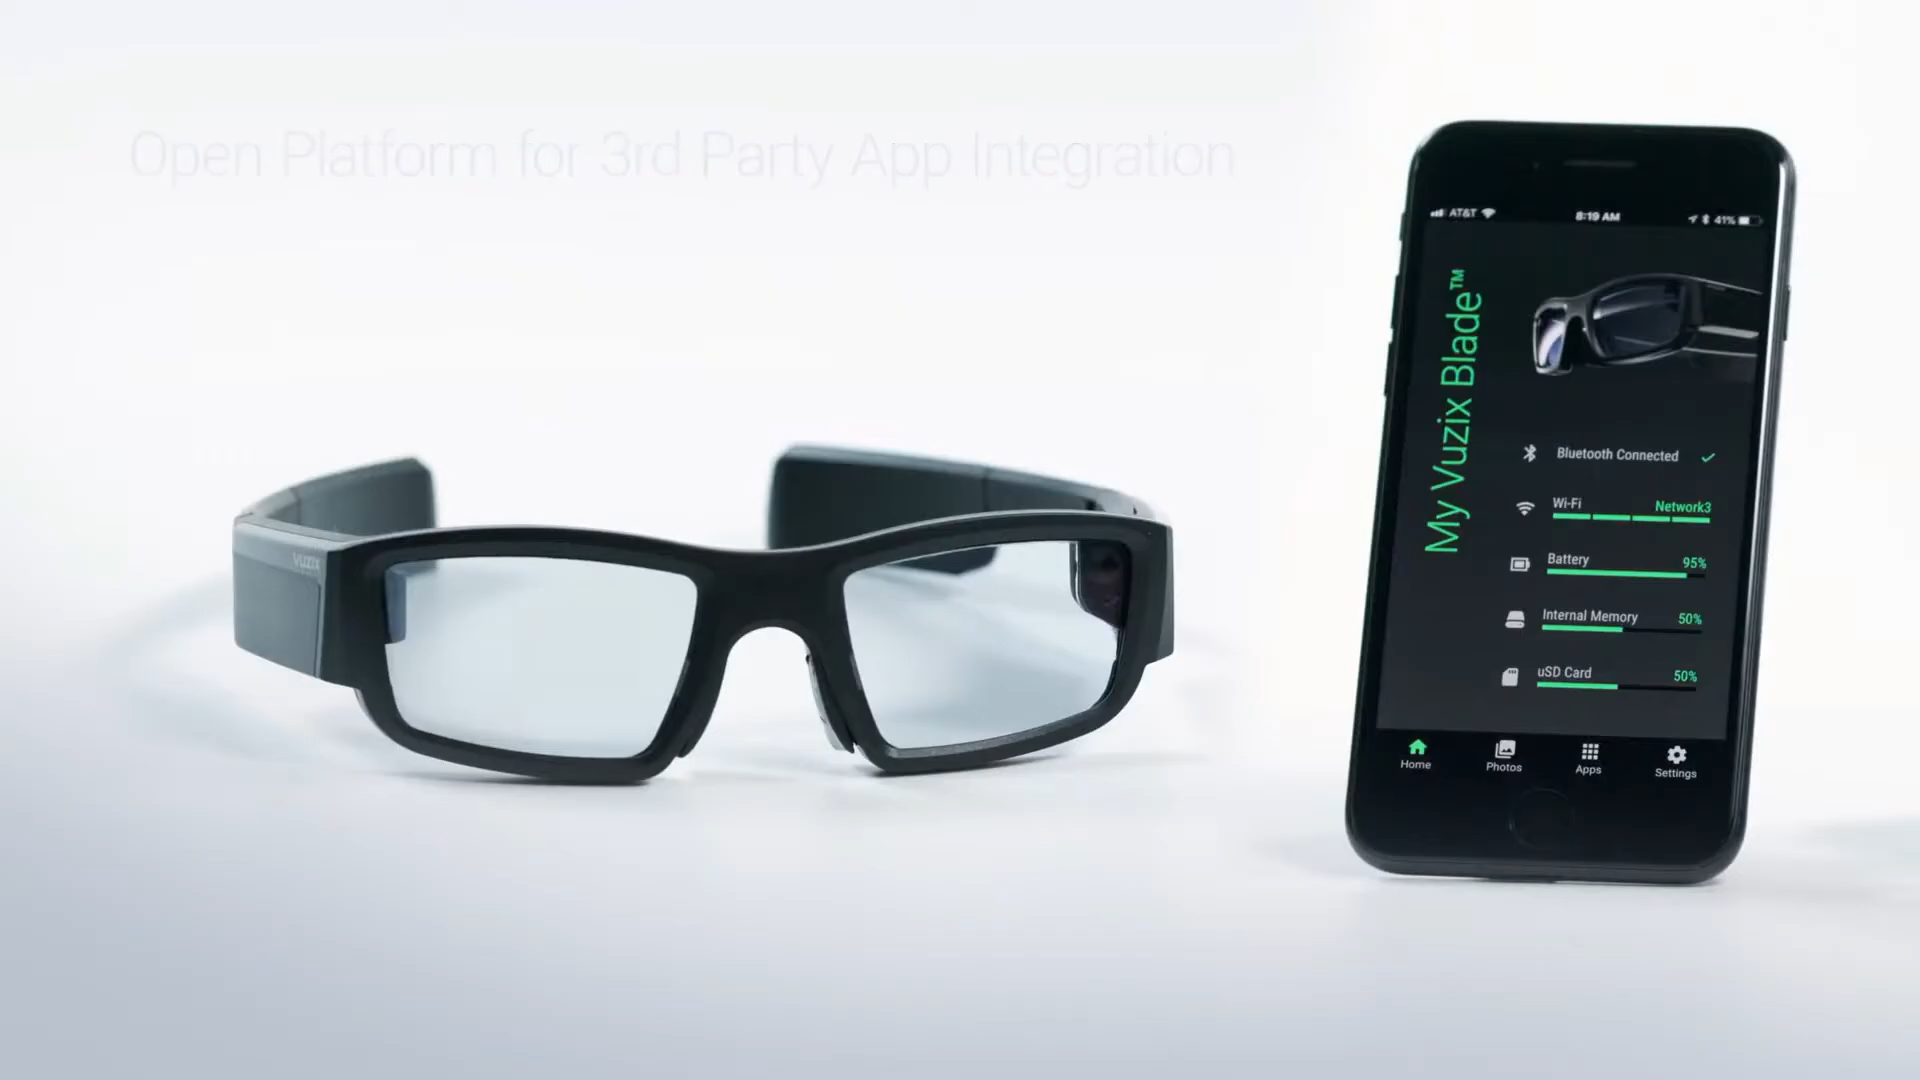 Open Platform for 3rd Party App Integration
AT&T
8:19 AM
41%
My Vuzix Blade™
Bluetooth Connected
Wi-Fi
Network3
Battery
95%
Internal Memory
50%
uSD Card
50%
Home
Photos
Apps
Settings
vuzix